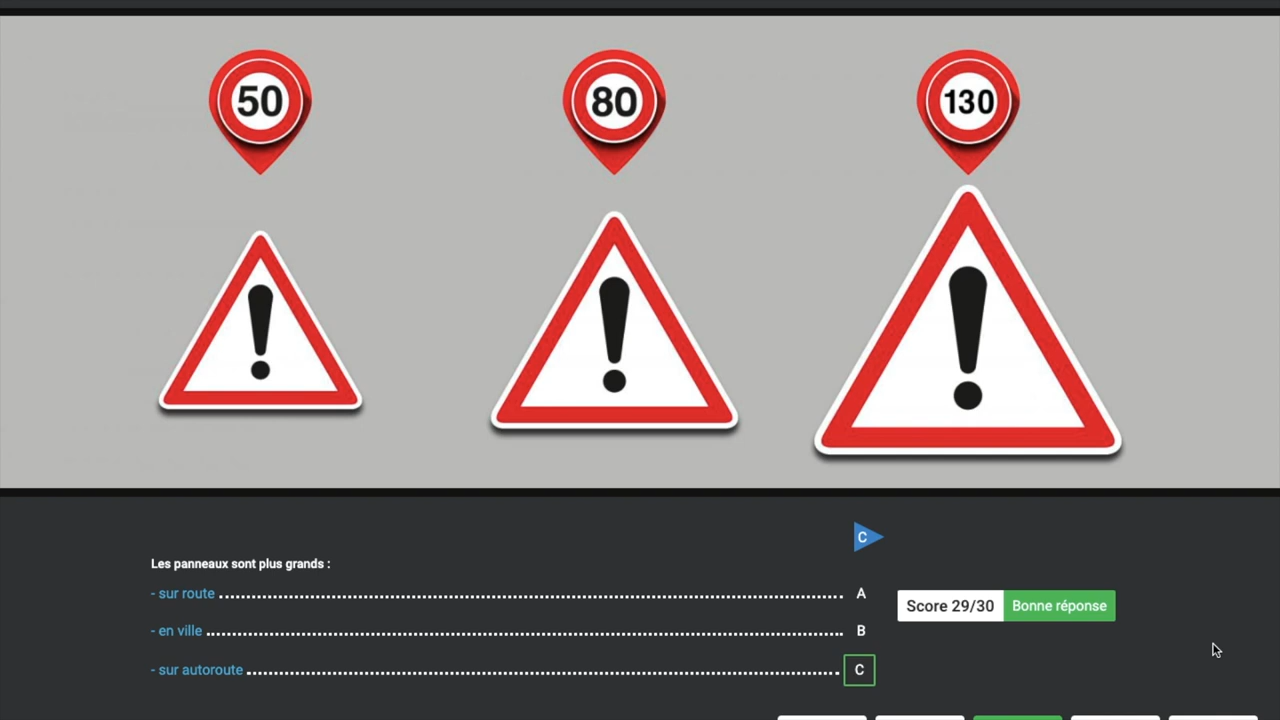 50 80 130
! ! !
C
Les panneaux sont plus grands :
- sur route A
- en ville B
- sur autoroute C
Score 29/30 Bonne réponse